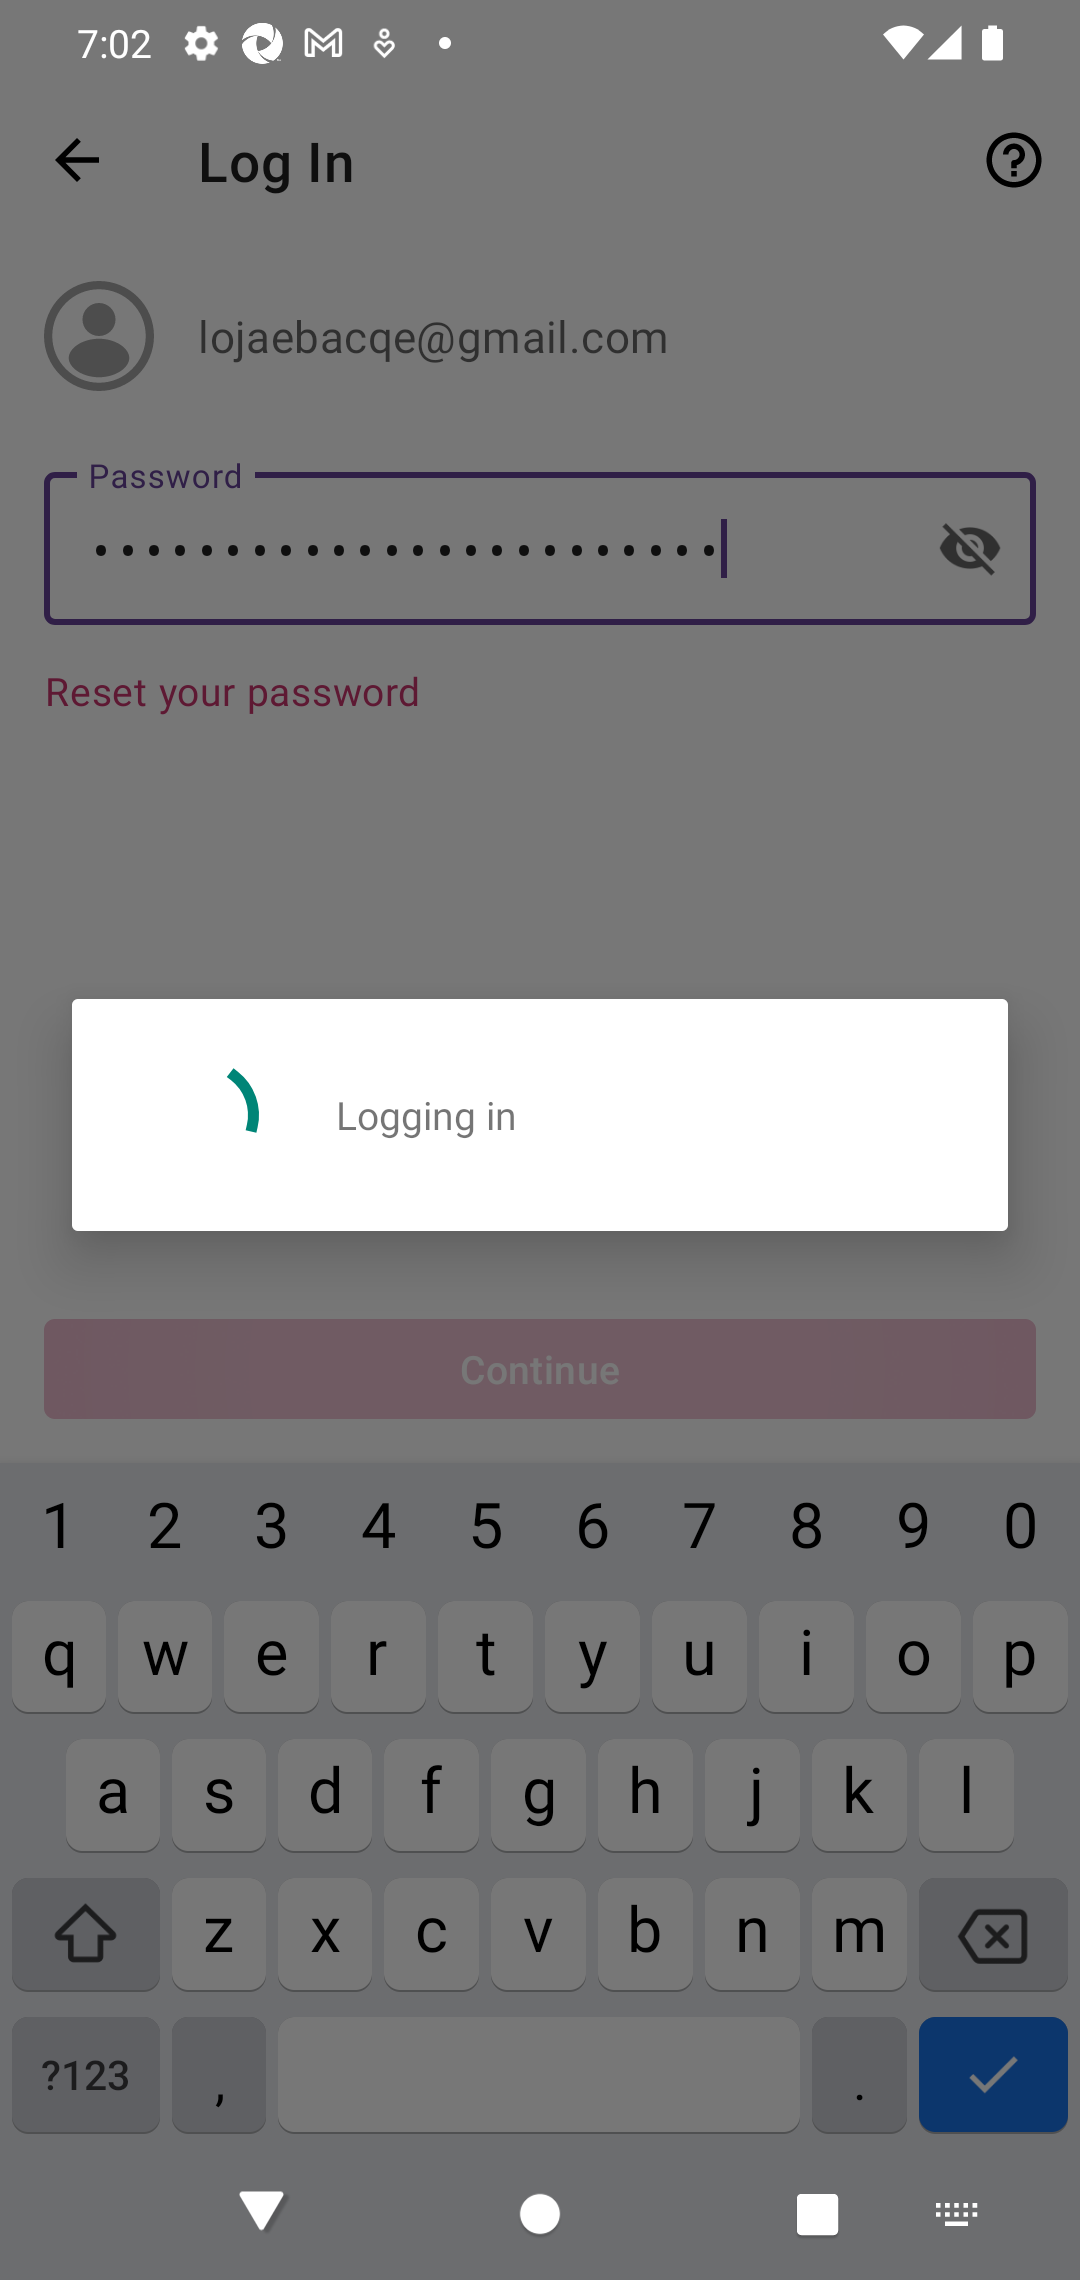 7:02
Log In
lojaebacqe@gmail.com
Password
••••••••••••••••••••••••
Reset your password
Logging in
Continue
1 2 3 4 5 6 7 8 9 0
q w e r t y u i o p
a s d f g h j k l
z x c v b n m
?123 , .